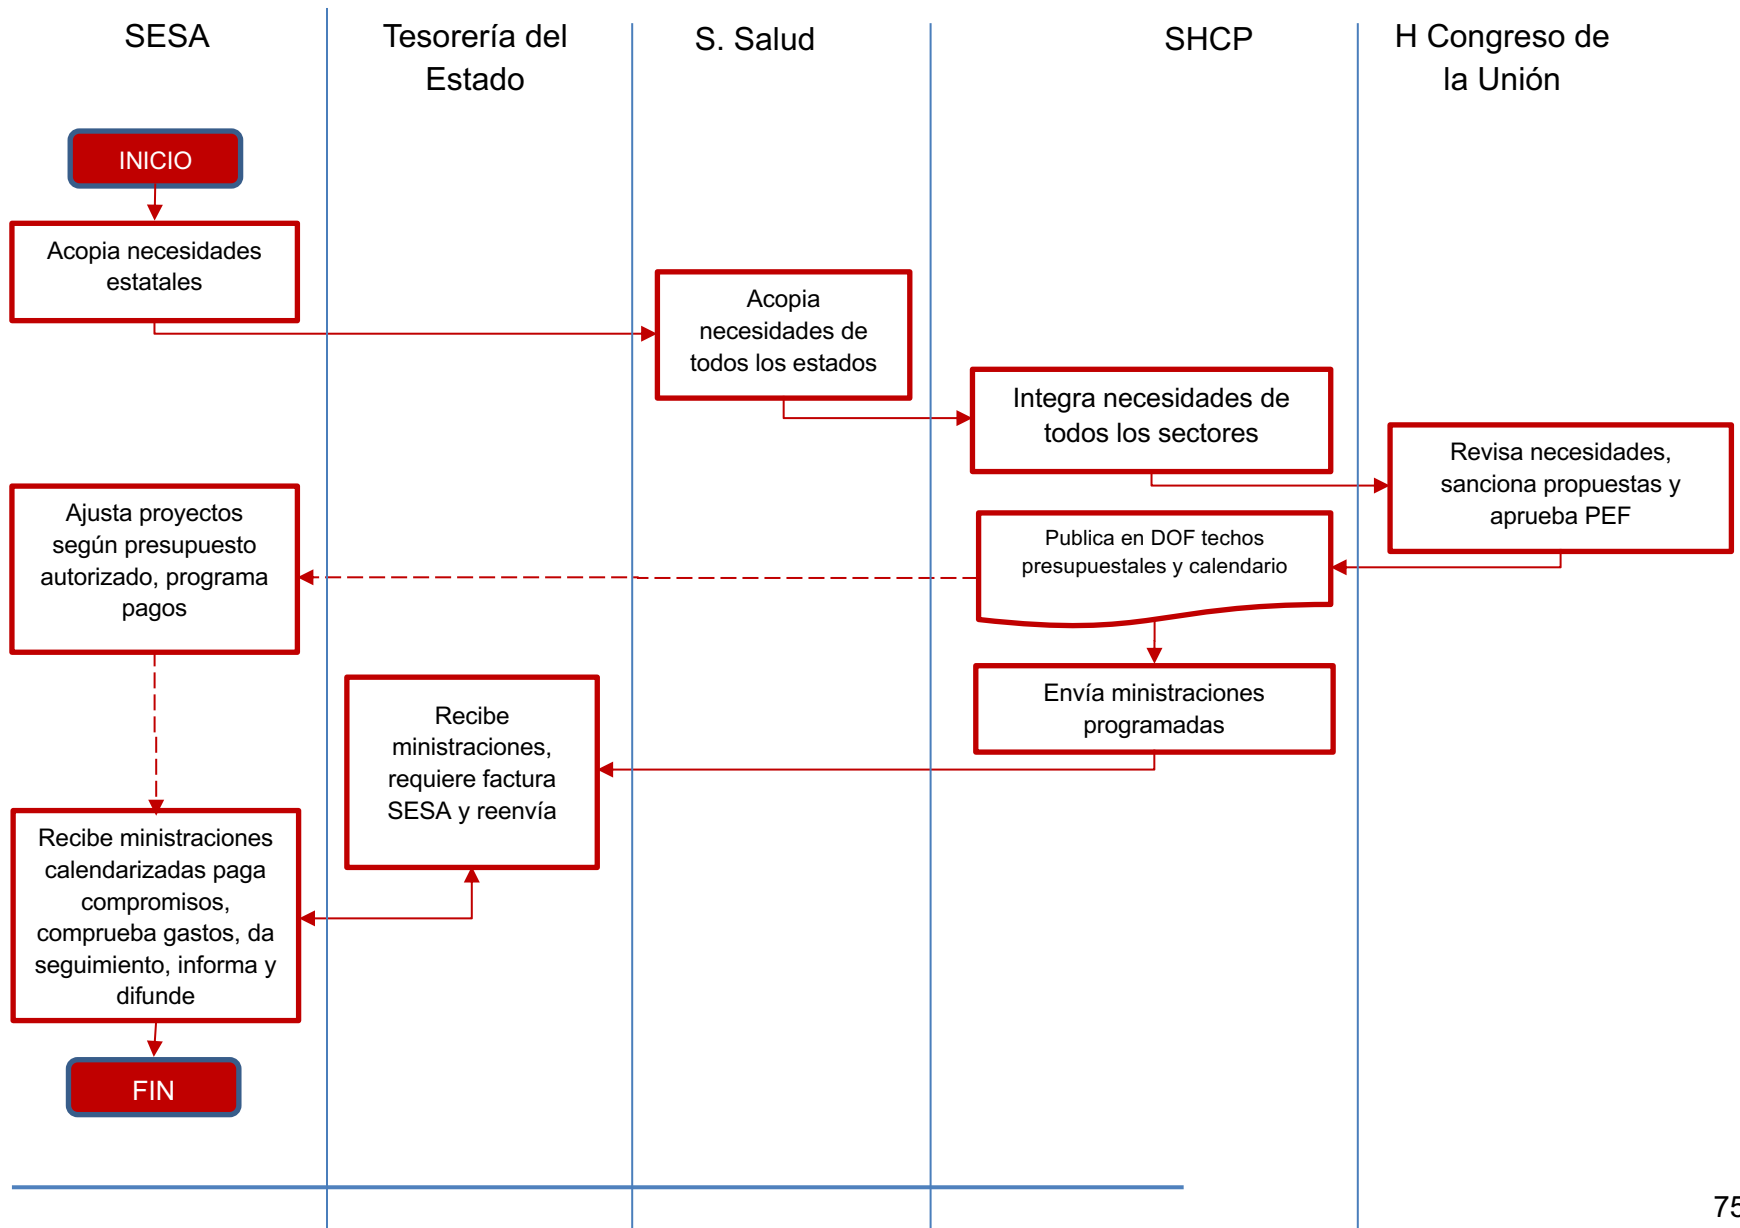 SESA
Tesorería del
Estado
S. Salud
SHCP
H Congreso de
la Unión
INICIO
Acopia necesidades
estatales
Acopia
necesidades de
todos los estados
Integra necesidades de
todos los sectores
Revisa necesidades,
sanciona propuestas y
aprueba PEF
Publica en DOF techos
presupuestales y calendario
Ajusta proyectos
según presupuesto
autorizado, programa
pagos
Envía ministraciones
programadas
Recibe
ministraciones,
requiere factura
SESA y reenvía
Recibe ministraciones
calendarizadas paga
compromisos,
comprueba gastos, da
seguimiento, informa y
difunde
FIN
75